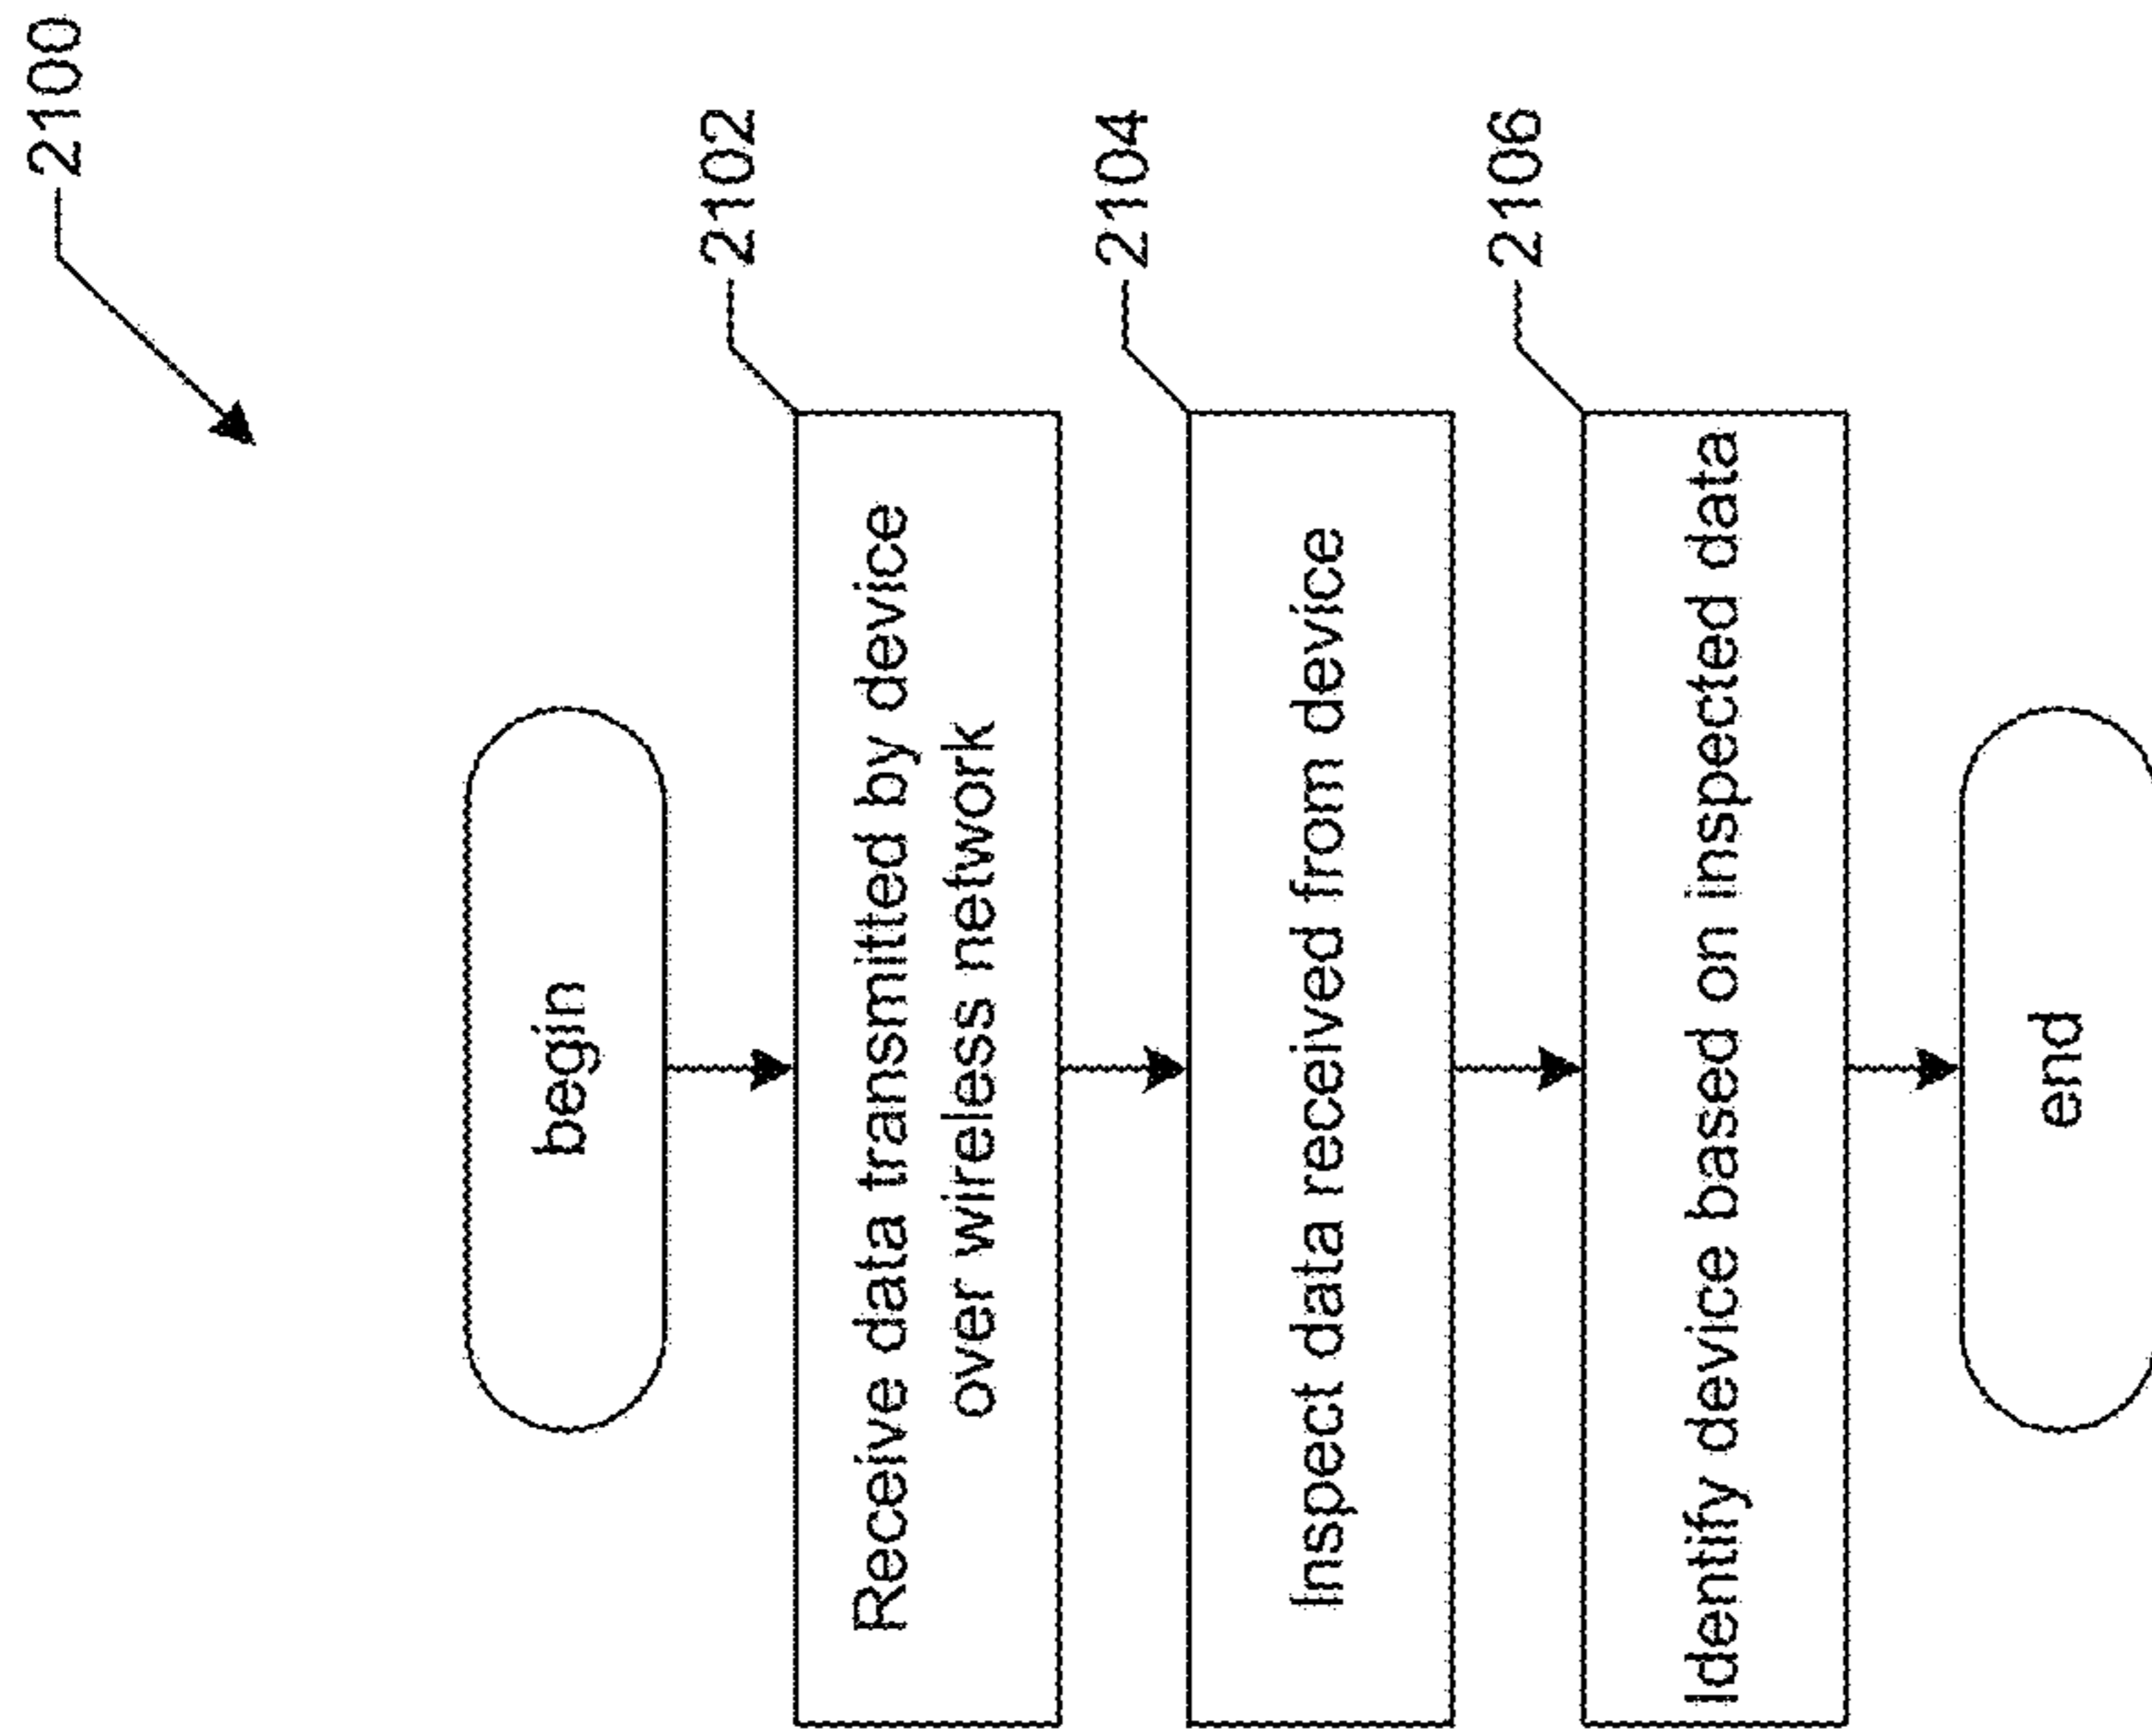 2100
begin
2102
Receive data transmitted by device
over wireless network
2104
Inspect data received from device
2106
Identify device based on inspected data
end